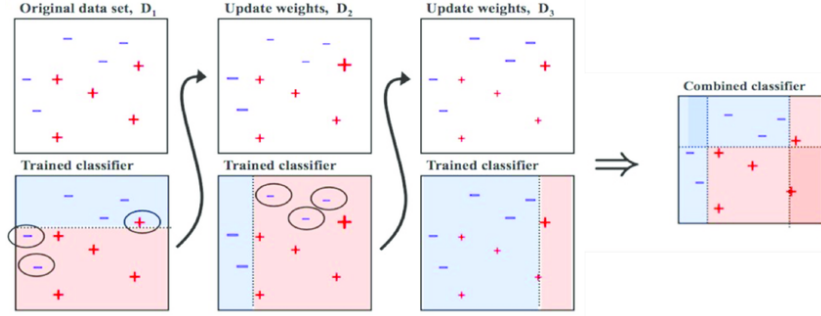 Original data set, D1
Update weights, D2
Update weights, D3
Combined classifier
Trained classifier
Trained classifier
Trained classifier